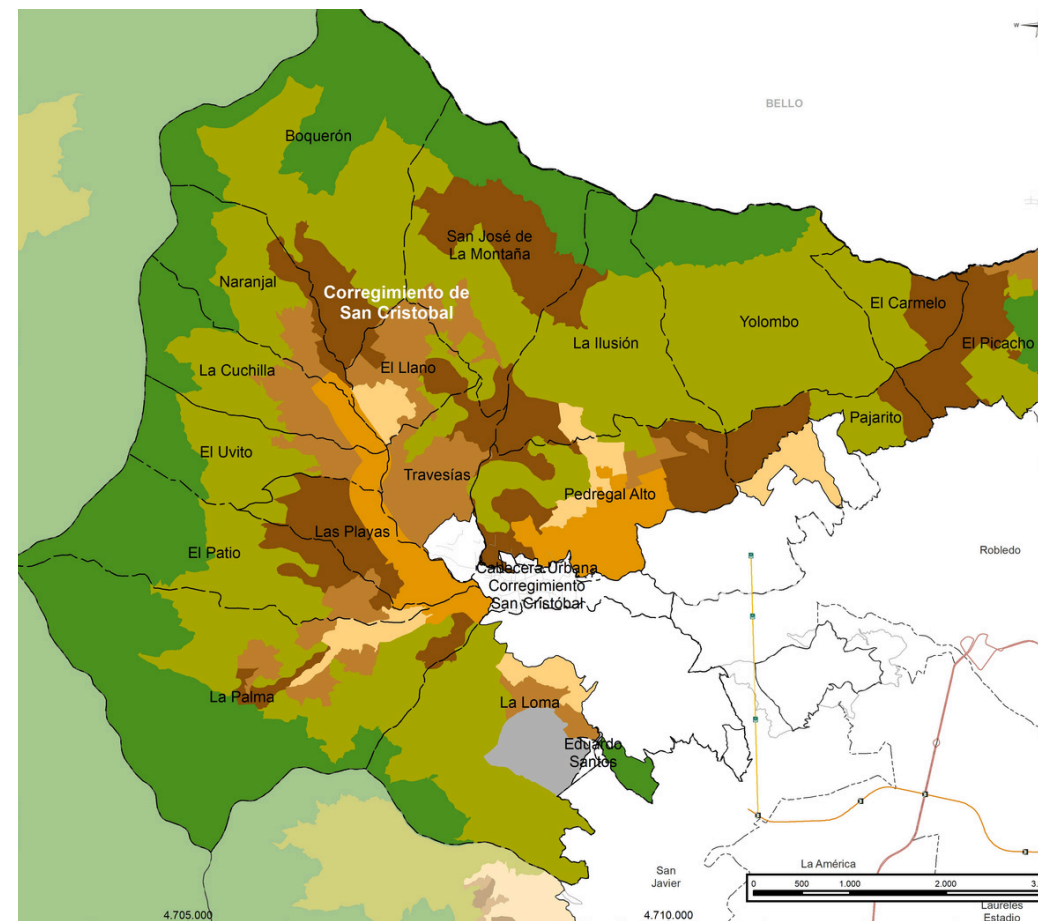 W
BELLO
Boquerón
San José de
La Montaña
Naranjal
Corregimiento de
San Cristobal
El Carmelo
Yolombo
La Ilusión
El Picacho
La Cuchilla
El Llano
Pajarito
El Uvito
Travesías
Pedregal Alto
Las Playas
El Patio
Robledo
Cabecera Urbana
Corregimiento
San Cristóbal
La Palma
La Loma
Eduardo
Santos
San
Javier
La América
0 500 1.000 2.000 3.
Laureles
Estadio
4.705.000
4.710.000